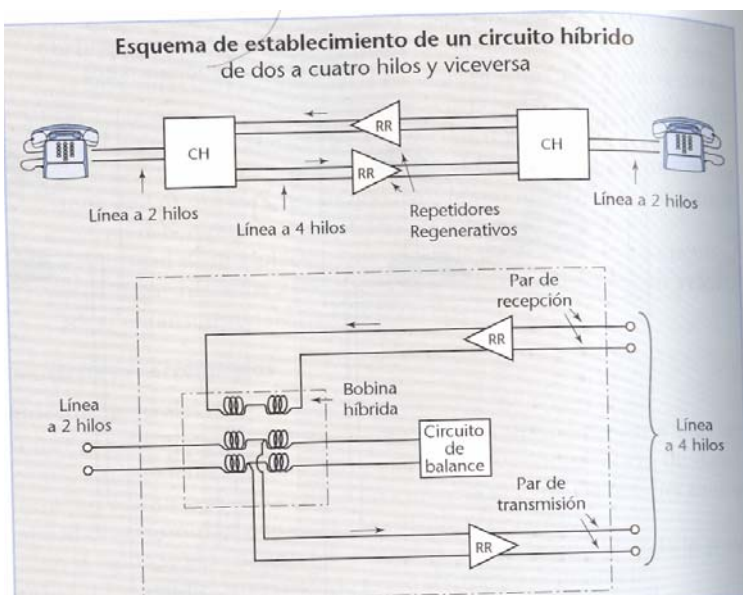 Esquema de establecimiento de un circuito híbrido
de dos a cuatro hilos y viceversa
RR
CH
CH
RR
Línea a 2 hilos
Línea a 4 hilos
Repetidores
Regenerativos
Línea a 2 hilos
Par de
recepción
RR
Bobina
híbrida
Línea
a 2 hilos
Circuito
de
balance
Línea
a 4 hilos
Par de
transmisión
RR